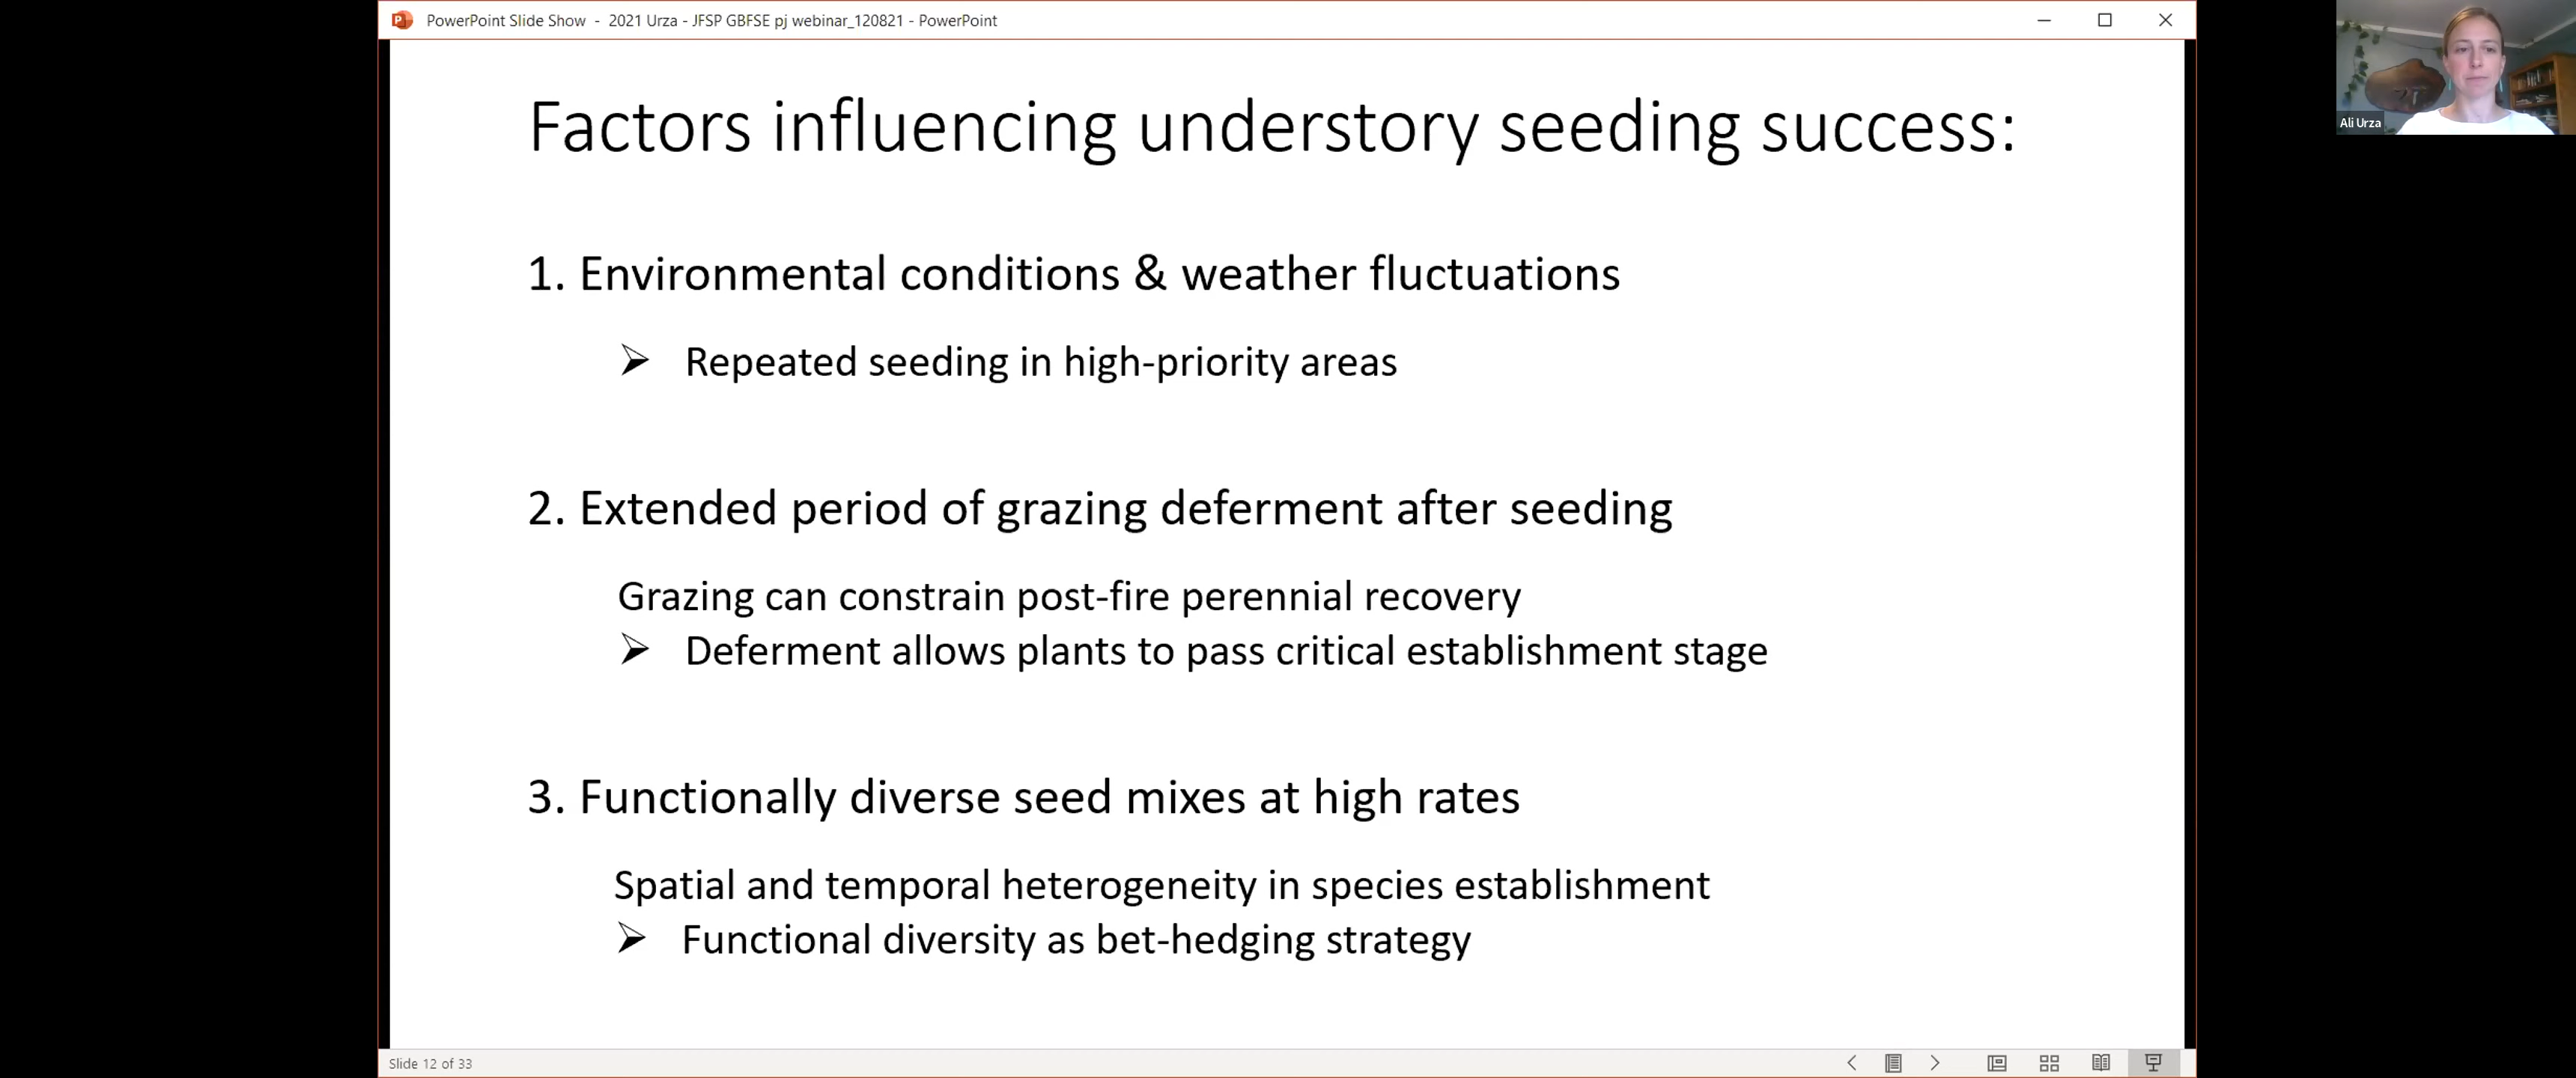 PowerPoint Slide Show - 2021 Urza - JFSP GBFSE pj webinar_120821 - PowerPoint
Ali Urza
Factors influencing understory seeding success:
1. Environmental conditions & weather fluctuations
➢ Repeated seeding in high-priority areas
2. Extended period of grazing deferment after seeding
Grazing can constrain post-fire perennial recovery
➢ Deferment allows plants to pass critical establishment stage
3. Functionally diverse seed mixes at high rates
Spatial and temporal heterogeneity in species establishment
➢ Functional diversity as bet-hedging strategy
Slide 12 of 33